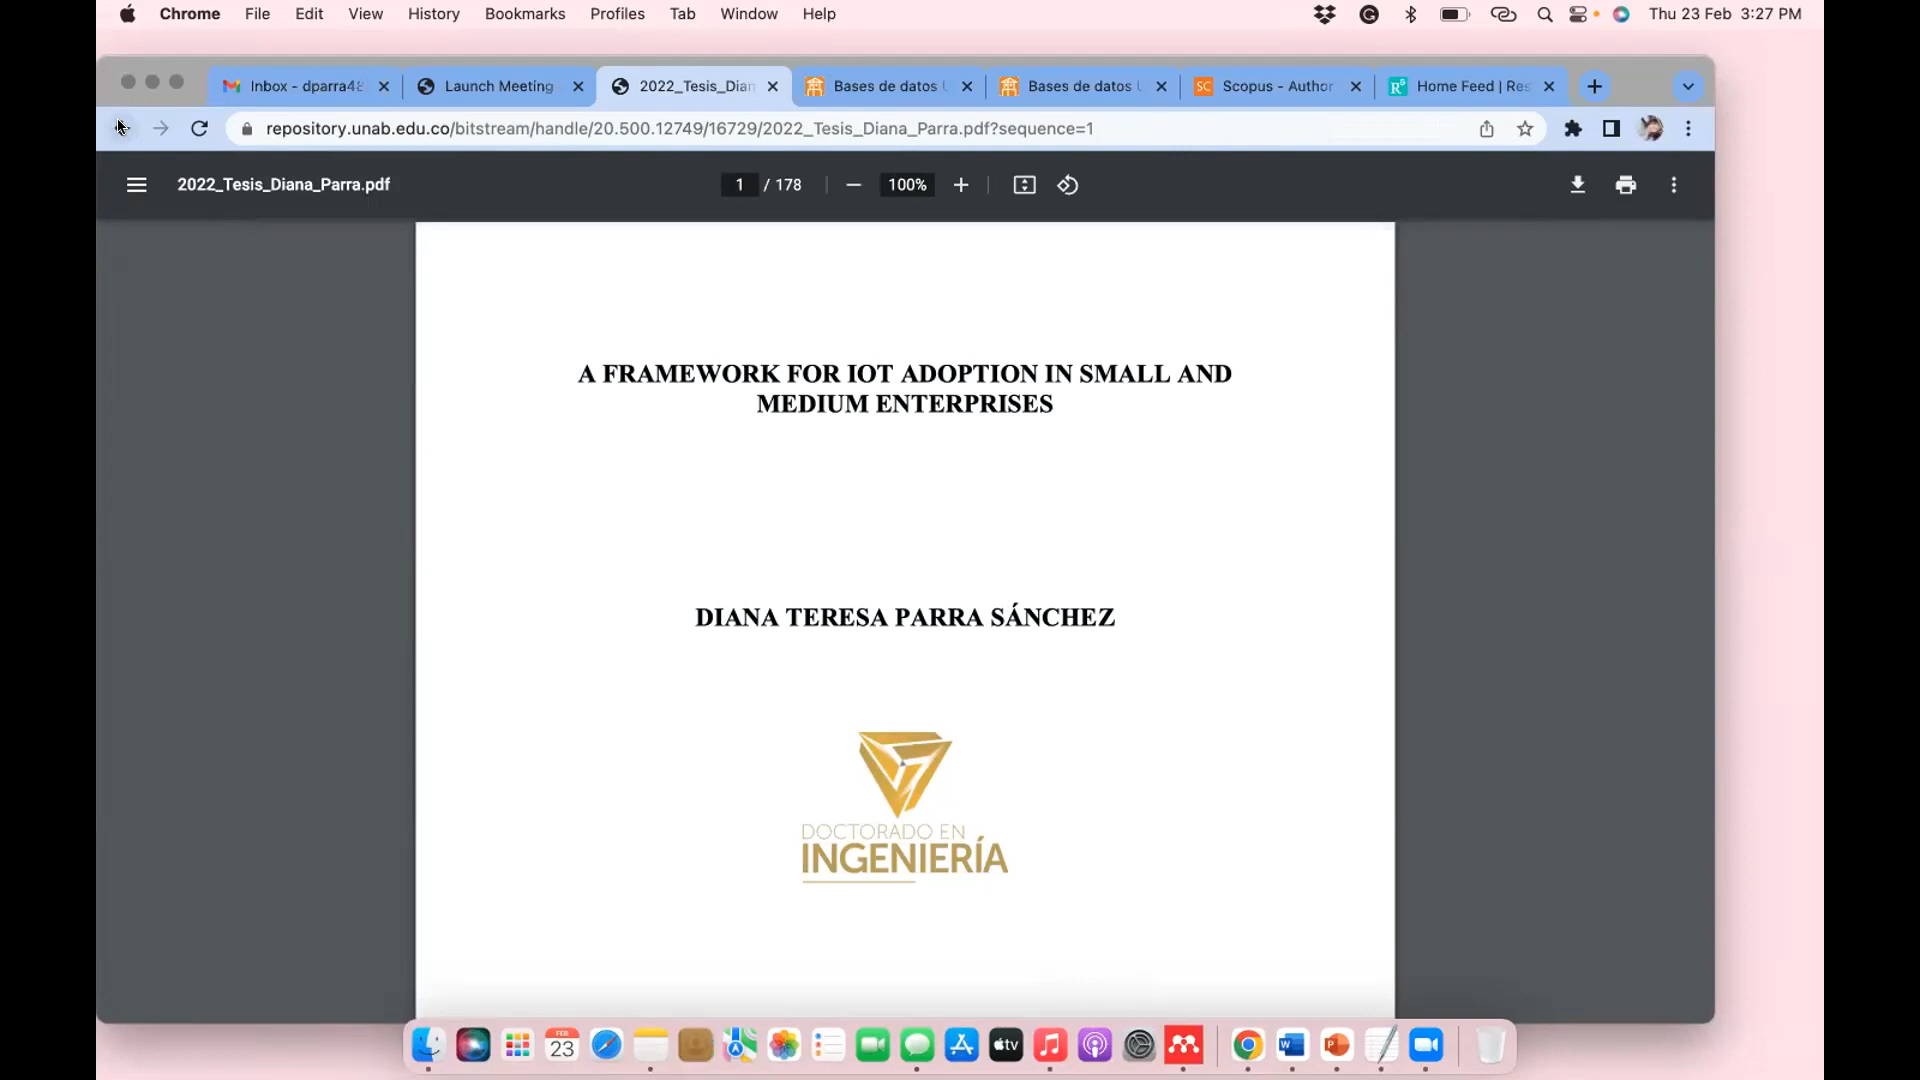 Chrome File Edit View History Bookmarks Profiles Tab Window Help Thu 23 Feb 3:27 PM
Inbox - dparra48 Launch Meeting 2022_Tesis_Dian Bases de datos U Bases de datos U Scopus - Author Home Feed | Res
repository.unab.edu.co/bitstream/handle/20.500.12749/16729/2022_Tesis_Diana_Parra.pdf?sequence=1
2022_Tesis_Diana_Parra.pdf 1 / 178 100%
A FRAMEWORK FOR IOT ADOPTION IN SMALL AND
MEDIUM ENTERPRISES
DIANA TERESA PARRA SÁNCHEZ
DOCTORADO EN
INGENIERÍA
FEB
23
tv